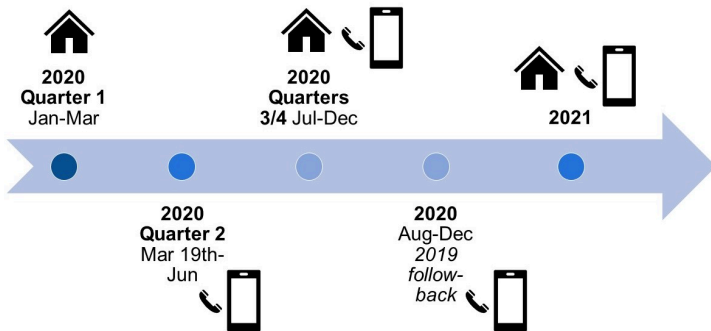 2020
Quarter 1
Jan-Mar
2020
Quarters
3/4 Jul-Dec
2021
2020
Quarter 2
Mar 19th-
Jun
2020
Aug-Dec
2019
follow-
back